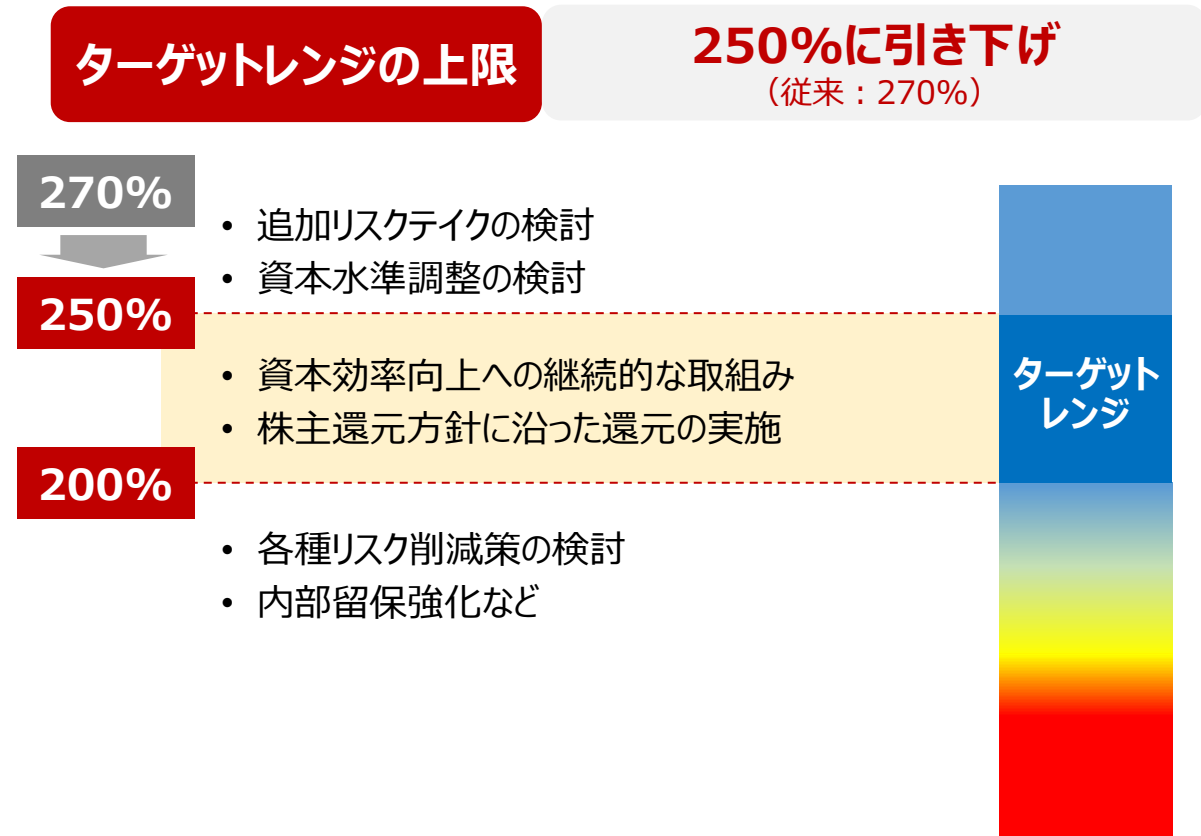 ターゲットレンジの上限
250%に引き下げ
（従来：270%）
270%
• 追加リスクテイクの検討
• 資本水準調整の検討
250%
• 資本効率向上への継続的な取組み
• 株主還元方針に沿った還元の実施
ターゲット
レンジ
200%
• 各種リスク削減策の検討
• 内部留保強化など